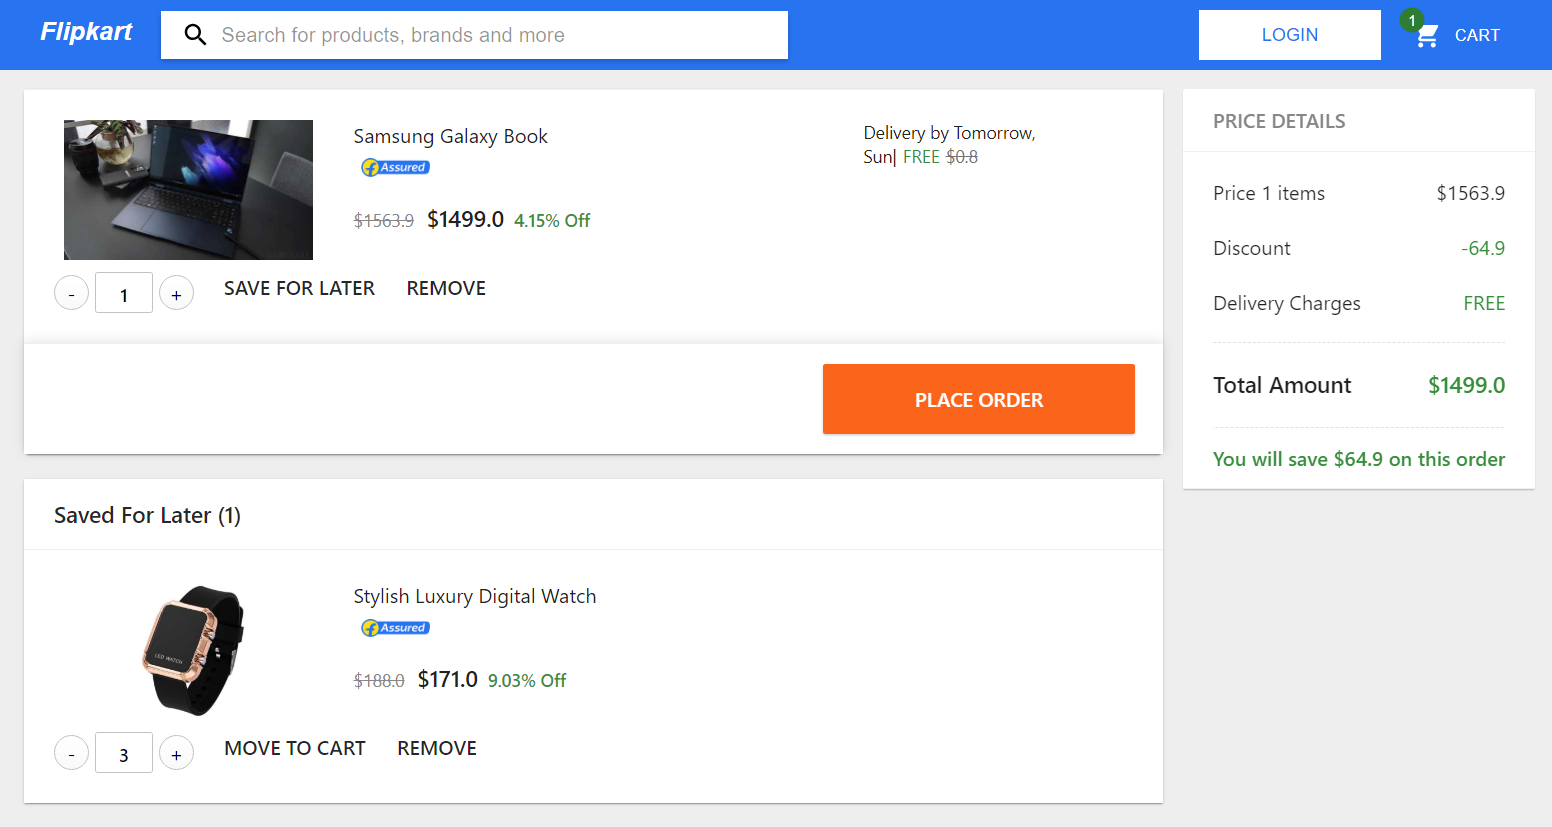 Flipkart
Search for products, brands and more
LOGIN
1
CART
Samsung Galaxy Book
Assured
$1563.9 $1499.0 4.15% Off
Delivery by Tomorrow,
Sun| FREE $0.8
- 1 + SAVE FOR LATER REMOVE
PLACE ORDER
PRICE DETAILS
Price 1 items $1563.9
Discount -64.9
Delivery Charges FREE
Total Amount $1499.0
You will save $64.9 on this order
Saved For Later (1)
LED WATCH
Stylish Luxury Digital Watch
Assured
$188.0 $171.0 9.03% Off
- 3 + MOVE TO CART REMOVE